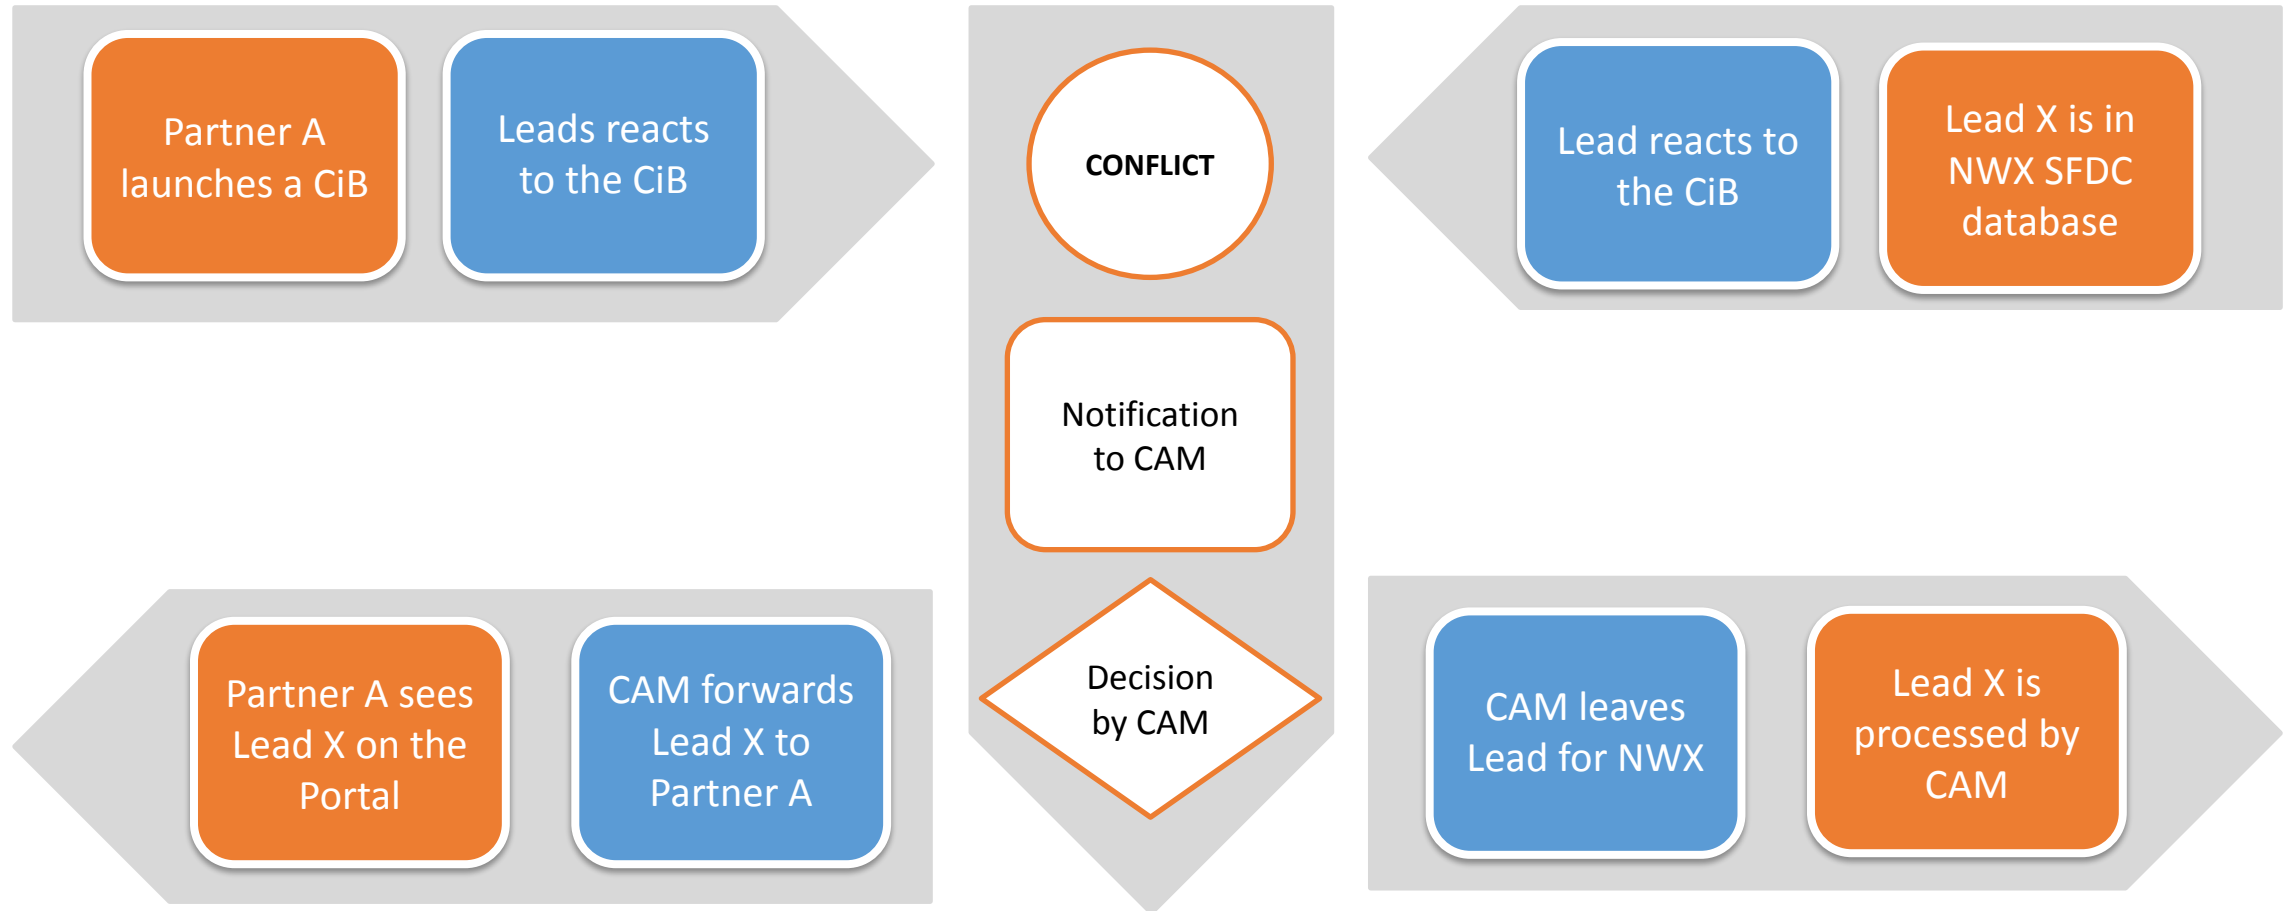 Partner A
launches a CiB
Leads reacts
to the CiB
CONFLICT
Lead reacts to
the CiB
Lead X is in
NWX SFDC
database
Notification
to CAM
Partner A sees
Lead X on the
Portal
CAM forwards
Lead X to
Partner A
Decision
by CAM
CAM leaves
Lead for NWX
Lead X is
processed by
CAM